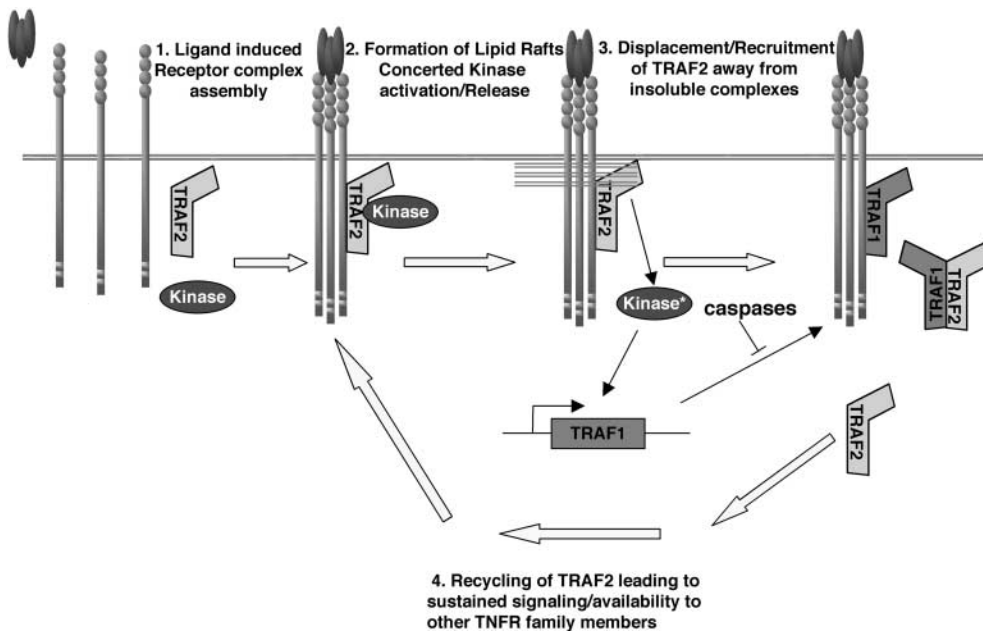 1. Ligand induced
Receptor complex
assembly
2. Formation of Lipid Rafts
Concerted Kinase
activation/Release
3. Displacement/Recruitment
of TRAF2 away from
insoluble complexes
TRAF2
Kinase
TRAF2
Kinase
TRAF2
Kinase*
caspases
TRAF1
TRAF1
TRAF1
TRAF2
TRAF2
4. Recycling of TRAF2 leading to
sustained signaling/availability to
other TNFR family members